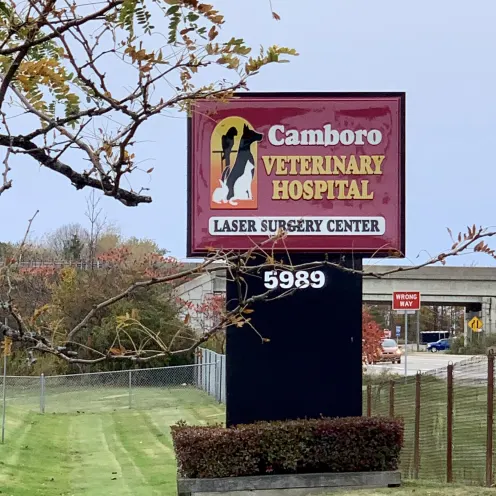 Camboro
VETERINARY
HOSPITAL
LASER SURGERY CENTER
5989
WRONG
WAY